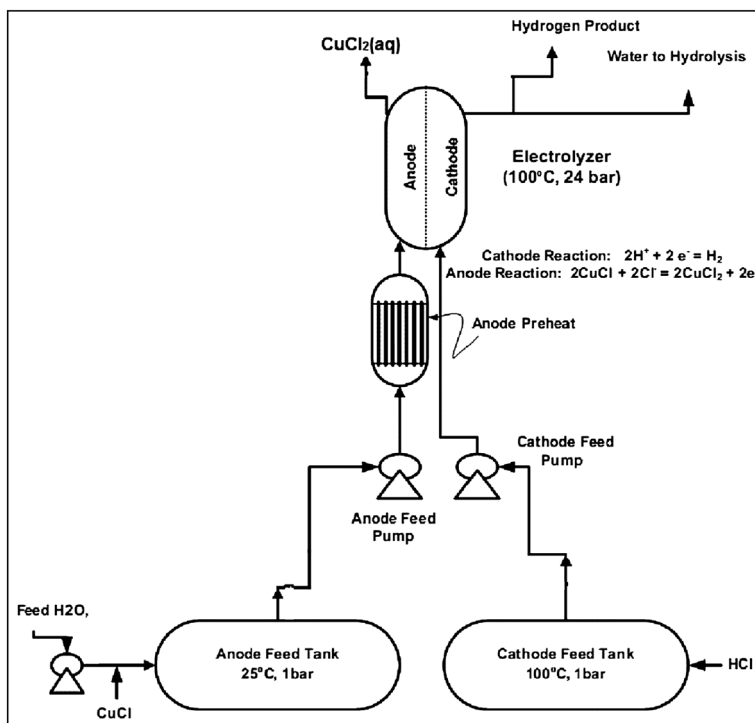 Hydrogen Product
CuCl₂(aq)
Water to Hydrolysis
Anode
Cathode
Electrolyzer
(100°C, 24 bar)
Cathode Reaction: 2H⁺ + 2 e⁻ = H₂
Anode Reaction: 2CuCl + 2Cl⁻ = 2CuCl₂ + 2e
Anode Preheat
Cathode Feed
Pump
Anode Feed
Pump
Feed H2O,
Anode Feed Tank
25°C, 1bar
Cathode Feed Tank
100°C, 1bar
HCl
CuCl